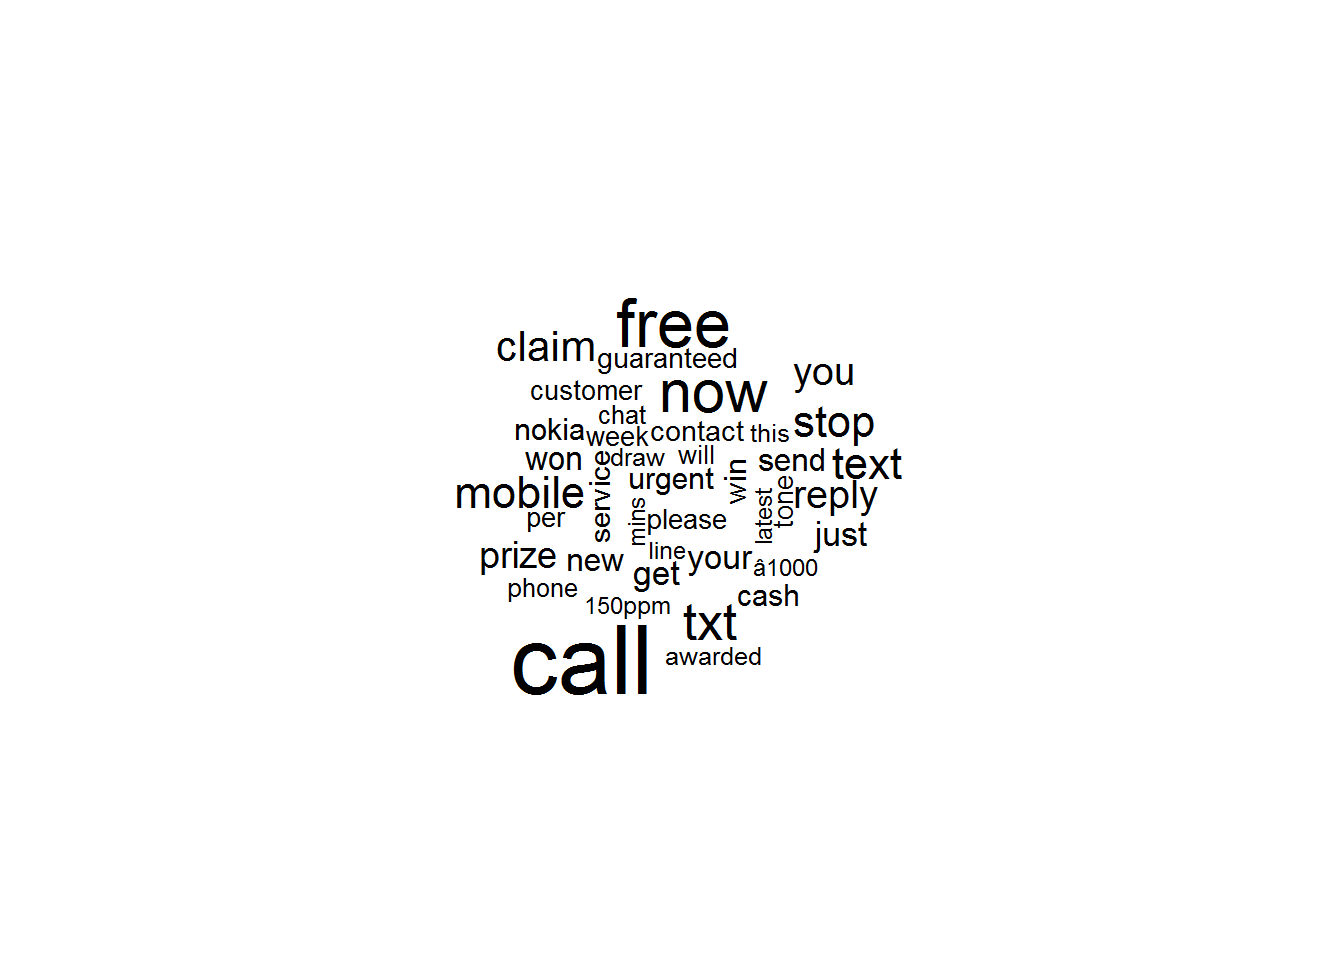 free
claim
guaranteed
you
customer
now
chat
stop
nokia
week
contact
this
won
draw
will
send
text
service
urgent
win
mobile
reply
latest
tone
per
mins
please
just
prize
new
line
your
get
â1000
phone
150ppm
cash
txt
call
awarded